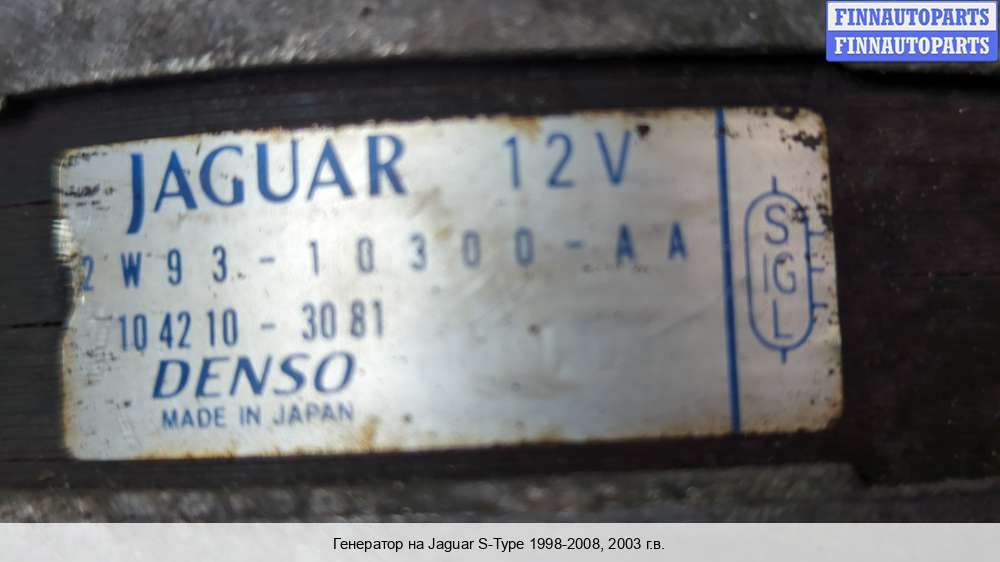 FINNAUTOPARTS
FINNAUTOPARTS
JAGUAR 12V
2W93-10300-AA
104210-3081
DENSO
MADE IN JAPAN
S
IG
L
Генератор на Jaguar S-Type 1998-2008, 2003 г.в.